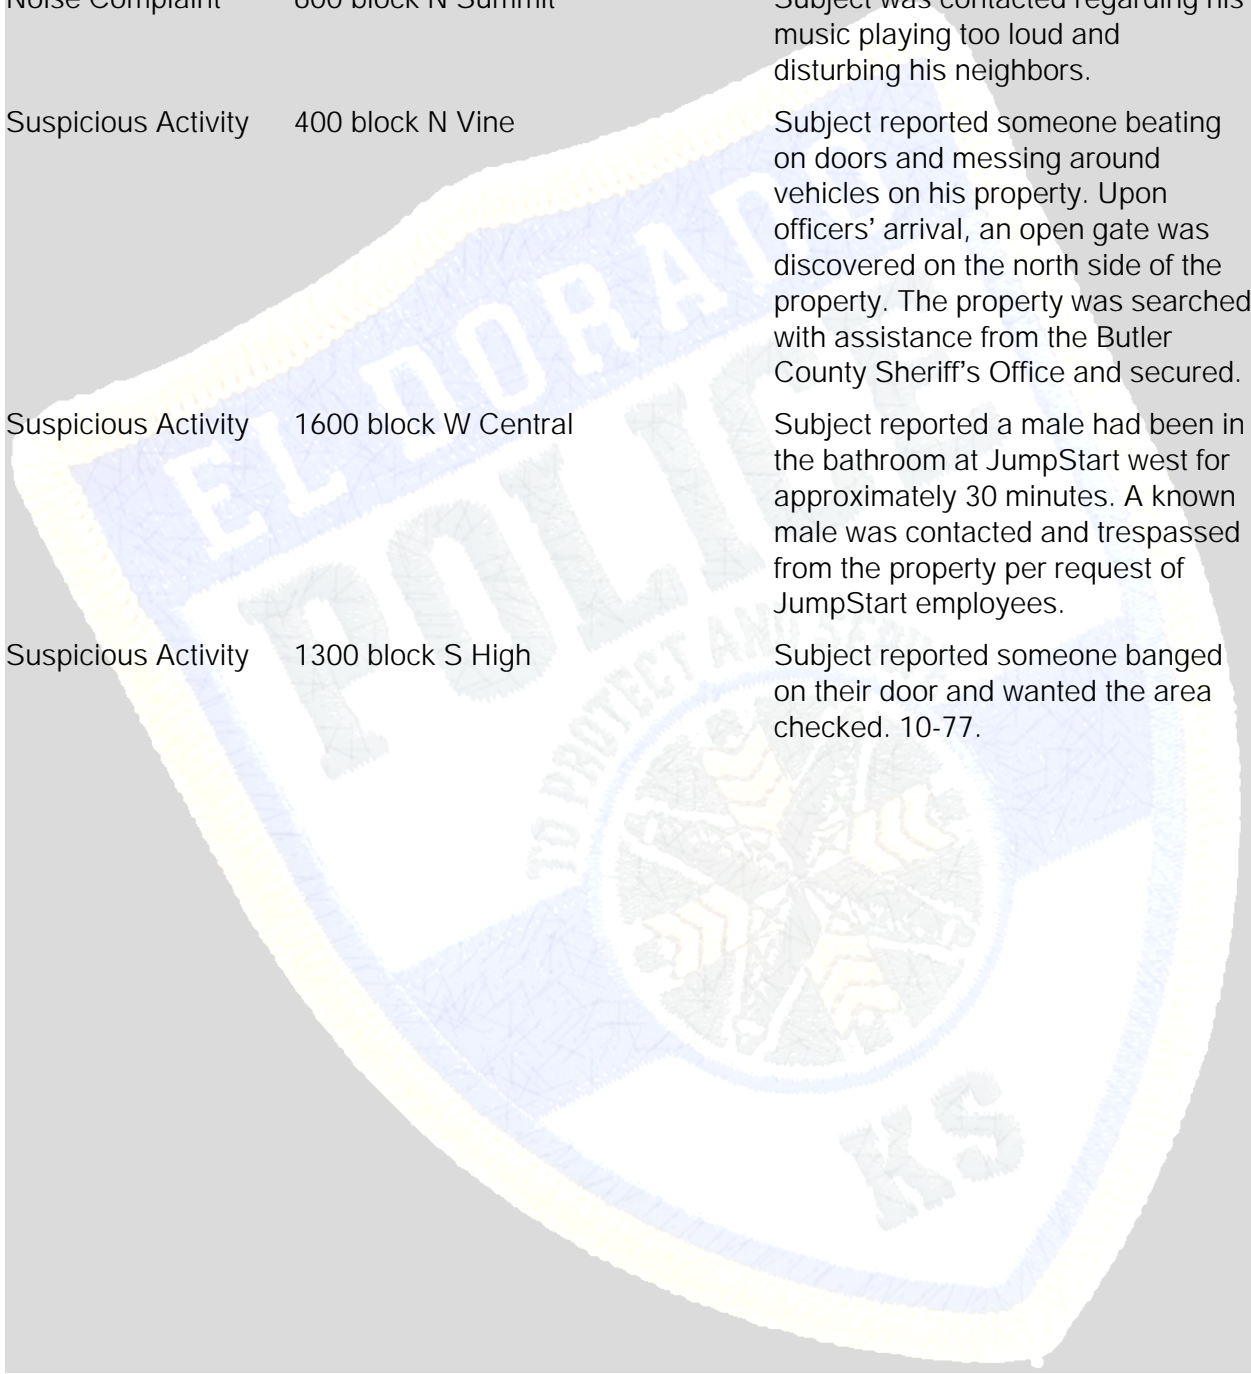 Noise Complaint 600 block N Summit Subject was contacted regarding his
music playing too loud and
disturbing his neighbors.
Suspicious Activity 400 block N Vine Subject reported someone beating
on doors and messing around
vehicles on his property. Upon
officers’ arrival, an open gate was
discovered on the north side of the
property. The property was searched
with assistance from the Butler
County Sheriff’s Office and secured.
Suspicious Activity 1600 block W Central Subject reported a male had been in
the bathroom at JumpStart west for
approximately 30 minutes. A known
male was contacted and trespassed
from the property per request of
JumpStart employees.
Suspicious Activity 1300 block S High Subject reported someone banged
on their door and wanted the area
checked. 10-77.
EL DORADO
POLICE
TO PROTECT AND
KS